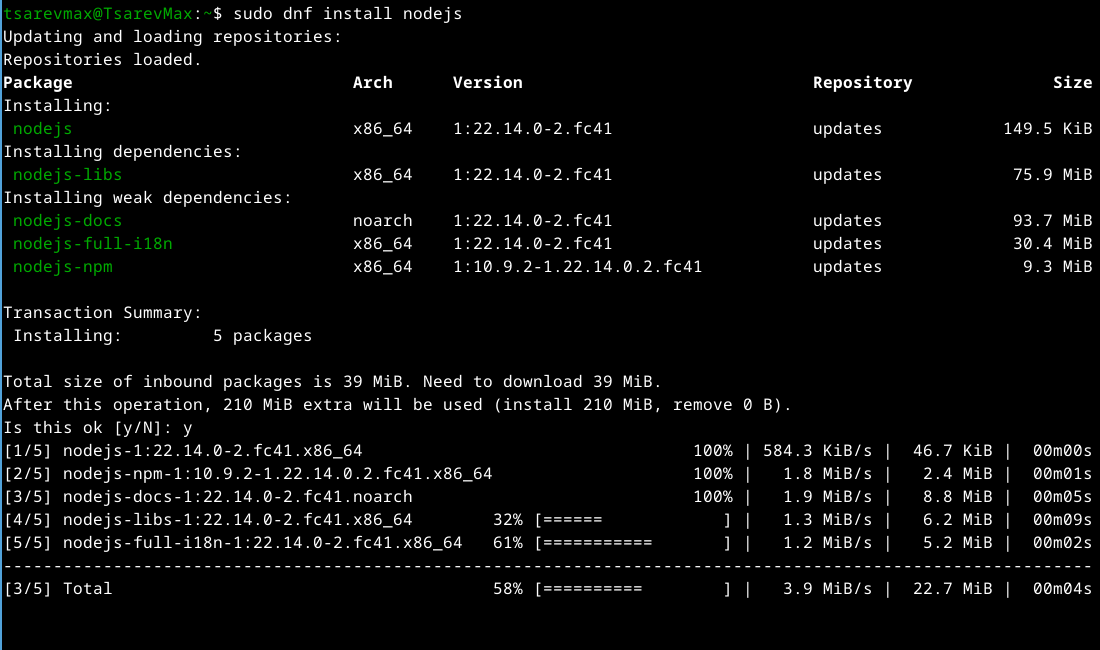 tsarevmax@TsarevMax:~$ sudo dnf install nodejs
Updating and loading repositories:
Repositories loaded.
Package                            Arch      Version                             Repository              Size
Installing:
 nodejs                            x86_64    1:22.14.0-2.fc41                    updates            149.5 KiB
Installing dependencies:
 nodejs-libs                       x86_64    1:22.14.0-2.fc41                    updates             75.9 MiB
Installing weak dependencies:
 nodejs-docs                       noarch    1:22.14.0-2.fc41                    updates             93.7 MiB
 nodejs-full-i18n                  x86_64    1:22.14.0-2.fc41                    updates             30.4 MiB
 nodejs-npm                        x86_64    1:10.9.2-1.22.14.0.2.fc41           updates              9.3 MiB
Transaction Summary:
 Installing:         5 packages
Total size of inbound packages is 39 MiB. Need to download 39 MiB.
After this operation, 210 MiB extra will be used (install 210 MiB, remove 0 B).
Is this ok [y/N]: y
[1/5] nodejs-1:22.14.0-2.fc41.x86_64                                 100% | 584.3 KiB/s |  46.7 KiB |  00m00s
[2/5] nodejs-npm-1:10.9.2-1.22.14.0.2.fc41.x86_64                    100% |   1.8 MiB/s |   2.4 MiB |  00m01s
[3/5] nodejs-docs-1:22.14.0-2.fc41.noarch                            100% |   1.9 MiB/s |   8.8 MiB |  00m05s
[4/5] nodejs-libs-1:22.14.0-2.fc41.x86_64        32% [======            ] |   1.3 MiB/s |   6.2 MiB |  00m09s
[5/5] nodejs-full-i18n-1:22.14.0-2.fc41.x86_64   61% [===========       ] |   1.2 MiB/s |   5.2 MiB |  00m02s
-------------------------------------------------------------------------------------------------------------
[3/5] Total                                      58% [==========        ] |   3.9 MiB/s |  22.7 MiB |  00m04s